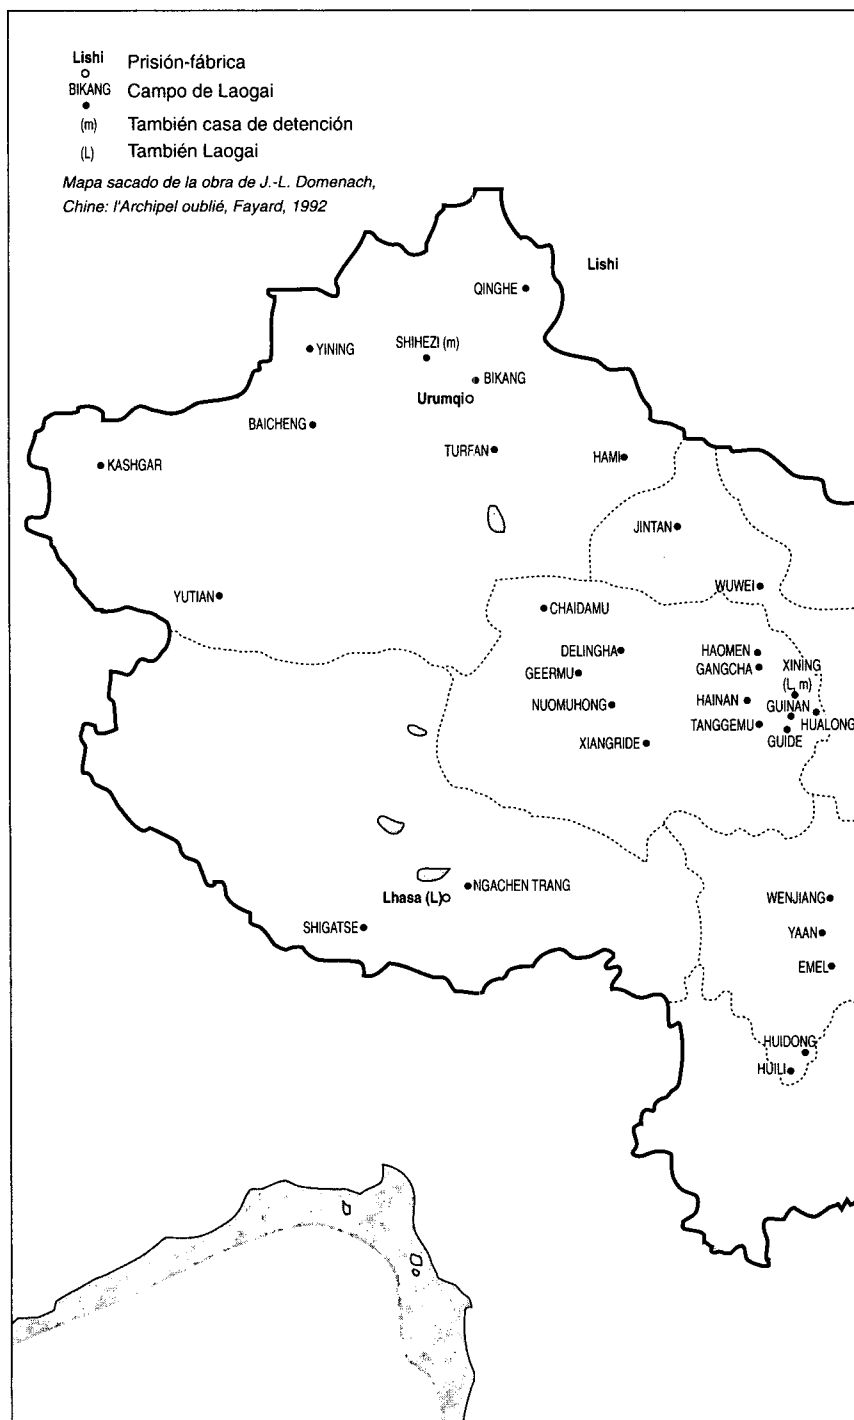 Lishi Prisión-fábrica
BIKANG Campo de Laogai
(m) También casa de detención
(L) También Laogai
Mapa sacado de la obra de J.-L. Domenach,
Chine: l'Archipel oublié, Fayard, 1992
Lishi
QINGHE
SHIHEZI (m)
YINING
BIKANG
Urumqi
BAICHENG
TURFAN
HAMI
KASHGAR
JINTAN
WUWEI
YUTIAN
CHAIDAMU
DELINGHA
HAOMEN
XINING
GEERMU
GANGCHA
(L, m)
NUOMUHONG
HAINAN
GUINAN
TANGGEMU
HUALONG
XIANGRIDE
GUIDE
NGACHEN TRANG
Lhasa (L)
WENJIANG
SHIGATSE
YAAN
EMEL
HUIDONG
HUILI